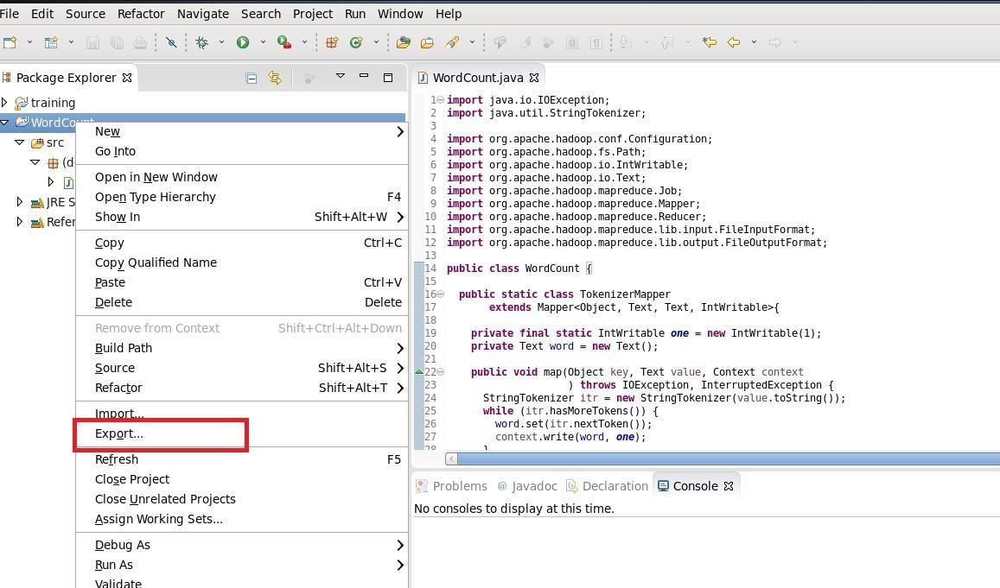 File Edit Source Refactor Navigate Search Project Run Window Help
Package Explorer
training
WordCount
src
JRE S
Refer
New
Go Into
Open in New Window
Open Type Hierarchy F4
Show In Shift+Alt+W
Copy Ctrl+C
Copy Qualified Name
Paste Ctrl+V
Delete Delete
Remove from Context Shift+Ctrl+Alt+Down
Build Path
Source Shift+Alt+S
Refactor Shift+Alt+T
Import...
Export...
Refresh F5
Close Project
Close Unrelated Projects
Assign Working Sets...
Debug As
Run As
Validate
WordCount.java
1 import java.io.IOException;
2 import java.util.StringTokenizer;
3
4 import org.apache.hadoop.conf.Configuration;
5 import org.apache.hadoop.fs.Path;
6 import org.apache.hadoop.io.IntWritable;
7 import org.apache.hadoop.io.Text;
8 import org.apache.hadoop.mapreduce.Job;
9 import org.apache.hadoop.mapreduce.Mapper;
10 import org.apache.hadoop.mapreduce.Reducer;
11 import org.apache.hadoop.mapreduce.lib.input.FileInputFormat;
12 import org.apache.hadoop.mapreduce.lib.output.FileOutputFormat;
13
14 public class WordCount {
15
16 public static class TokenizerMapper
17 extends Mapper<Object, Text, Text, IntWritable>{
18
19 private final static IntWritable one = new IntWritable(1);
20 private Text word = new Text();
21
22 public void map(Object key, Text value, Context context
23 ) throws IOException, InterruptedException {
24 StringTokenizer itr = new StringTokenizer(value.toString());
25 while (itr.hasMoreTokens()) {
26 word.set(itr.nextToken());
27 context.write(word, one);
28 }
Problems @ Javadoc Declaration Console
No consoles to display at this time.